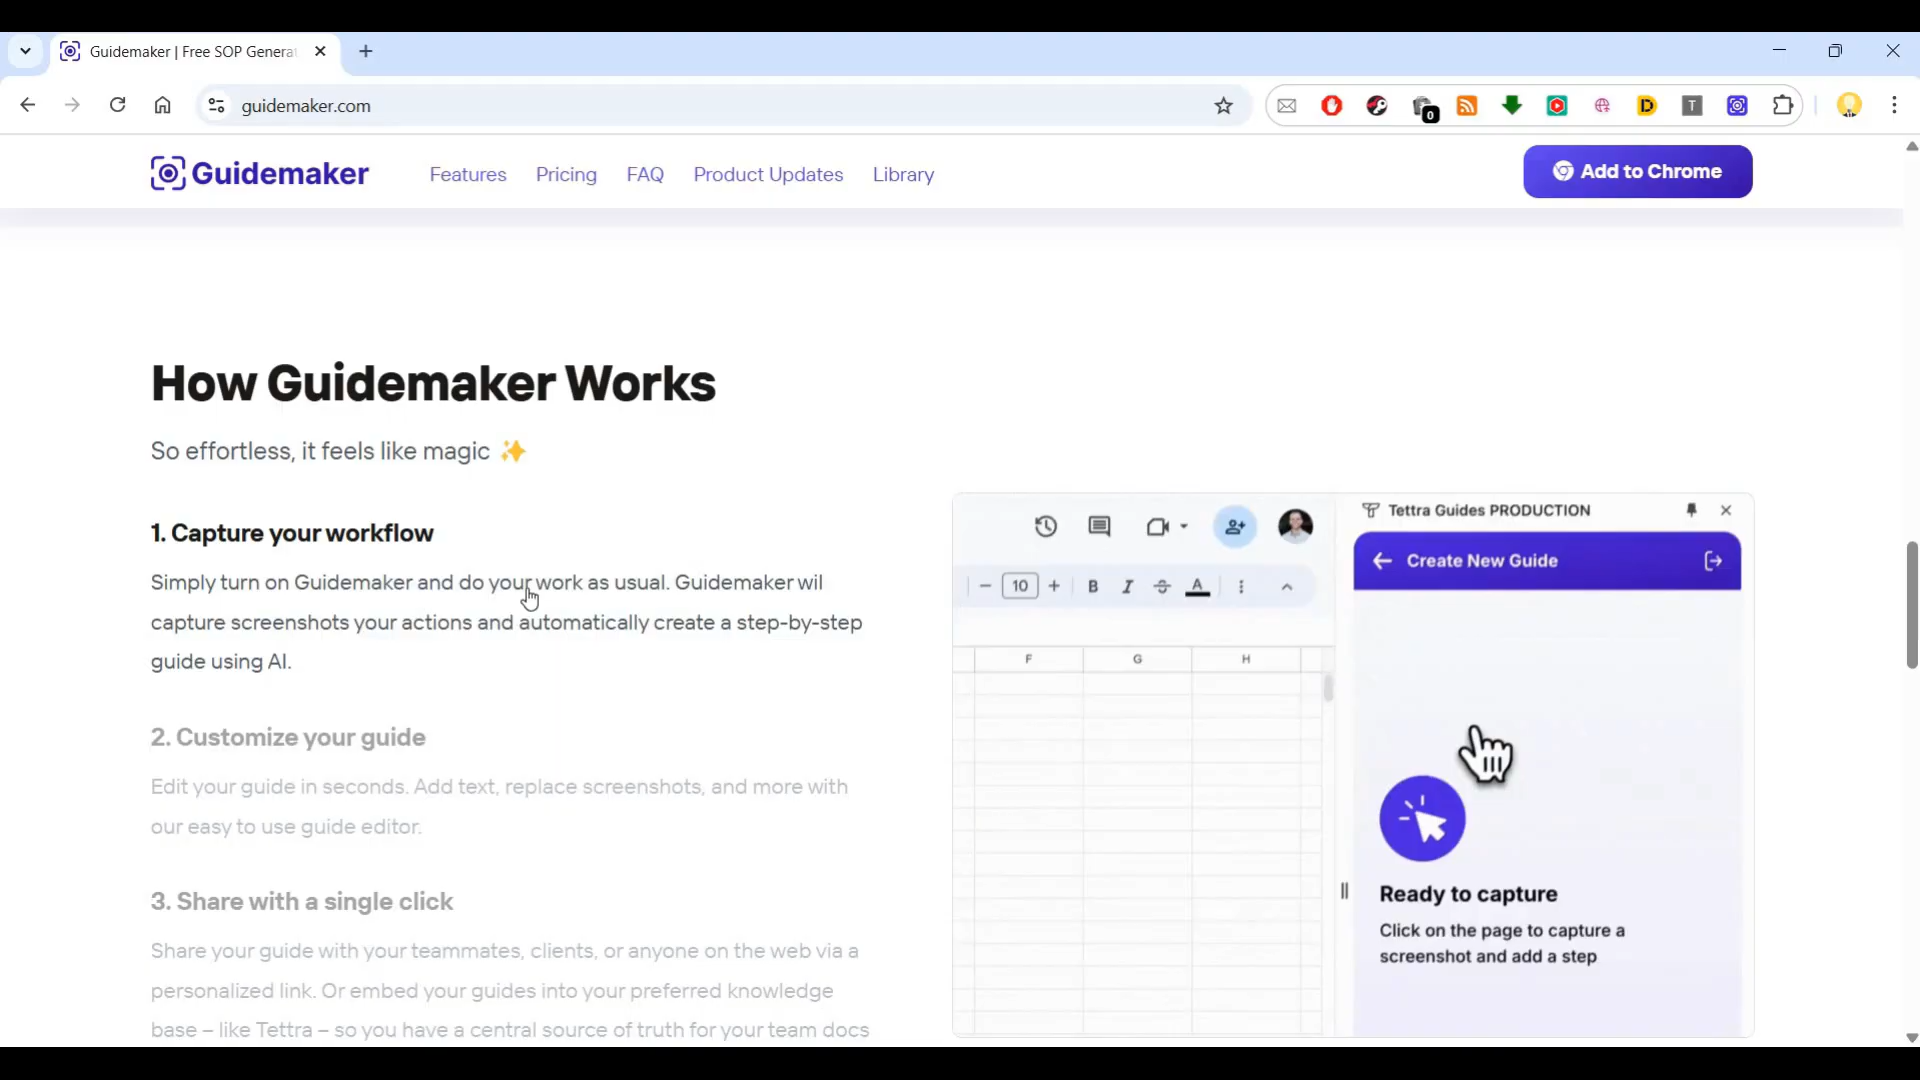 Guidemaker | Free SOP Genera
guidemaker.com
0
D
T
Guidemaker
Features
Pricing
FAQ
Product Updates
Library
Add to Chrome
How Guidemaker Works
So effortless, it feels like magic ✨
1. Capture your workflow
Simply turn on Guidemaker and do your work as usual. Guidemaker wil
capture screenshots your actions and automatically create a step-by-step
guide using AI.
2. Customize your guide
Edit your guide in seconds. Add text, replace screenshots, and more with
our easy to use guide editor.
3. Share with a single click
Share your guide with your teammates, clients, or anyone on the web via a
personalized link. Or embed your guides into your preferred knowledge
base – like Tettra – so you have a central source of truth for your team docs
Tettra Guides PRODUCTION
Create New Guide
10
B
I
S
A
F
G
H
Ready to capture
Click on the page to capture a
screenshot and add a step